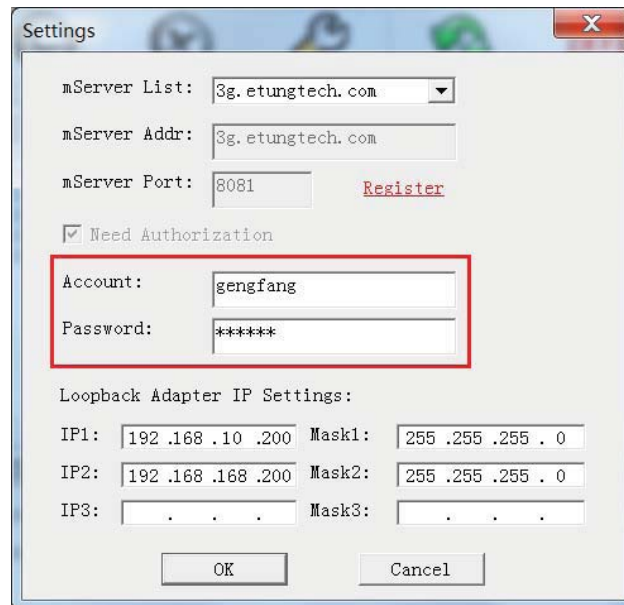 Settings
mServer List: 3g.etungtech.com
mServer Addr: 3g.etungtech.com
mServer Port: 8081 Register
Need Authorization
Account: gengfang
Password: ******
Loopback Adapter IP Settings:
IP1: 192 .168 .10 .200 Mask1: 255 .255 .255 . 0
IP2: 192 .168 .168 .200 Mask2: 255 .255 .255 . 0
IP3: . . . Mask3: . . .
OK Cancel